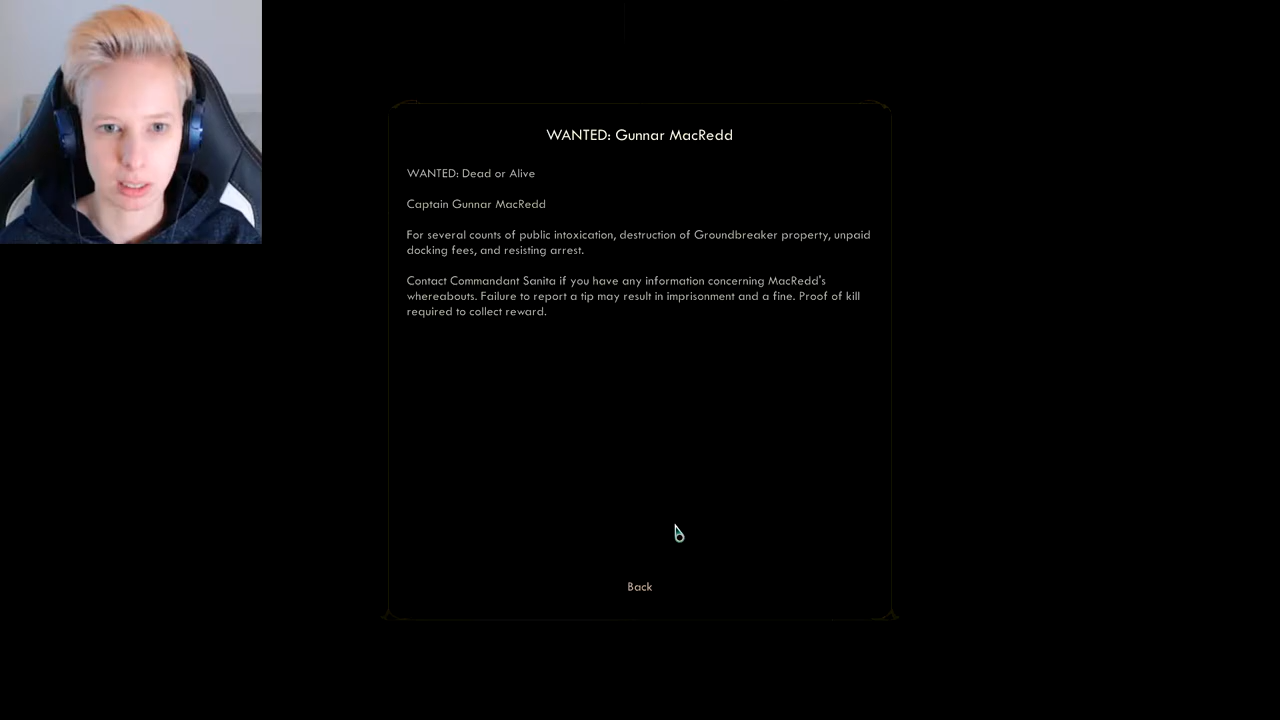 WANTED: Gunnar MacRedd
WANTED: Dead or Alive
Captain Gunnar MacRedd
For several counts of public intoxication, destruction of Groundbreaker property, unpaid
docking fees, and resisting arrest.
Contact Commandant Sanita if you have any information concerning MacRedd's
whereabouts. Failure to report a tip may result in imprisonment and a fine. Proof of kill
required to collect reward.
Back